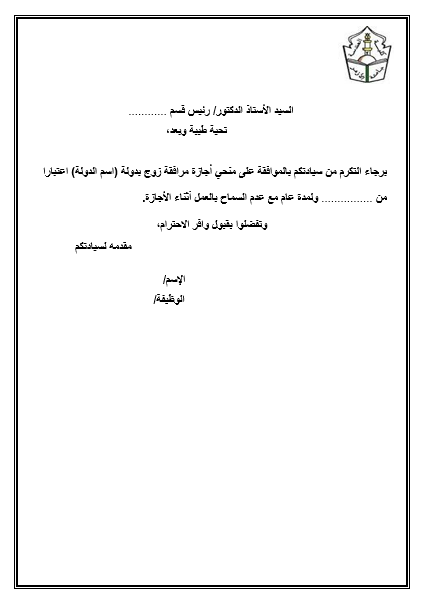 السيد الأستاذ الدكتور/ رئيس قسم ............
تحية طيبة وبعد،
برجاء التكرم من سيادتكم بالموافقة على منحي أجازة مرافقة زوج بدولة (اسم الدولة) اعتبارا
من ................ ولمدة عام مع عدم السماح بالعمل أثناء الأجازة.
وتفضلوا بقبول وافر الاحترام،
مقدمه لسيادتكم
الإسم/
الوظيفة/